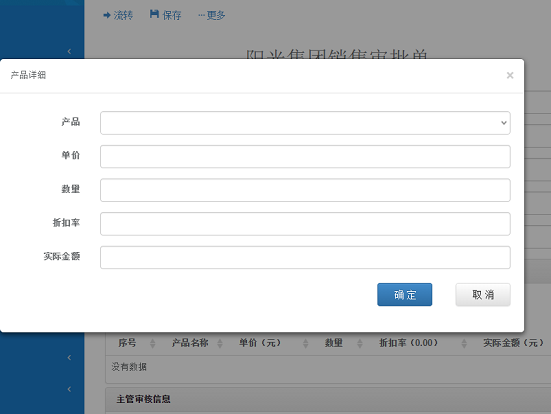 流转 保存 ···更多
阳光集团销售审批单
产品详细 ×
产品
单价
数量
折扣率
实际金额
确定 取消
序号 产品名称 单价（元） 数量 折扣率（0.00） 实际金额（元）
没有数据
主管审核信息